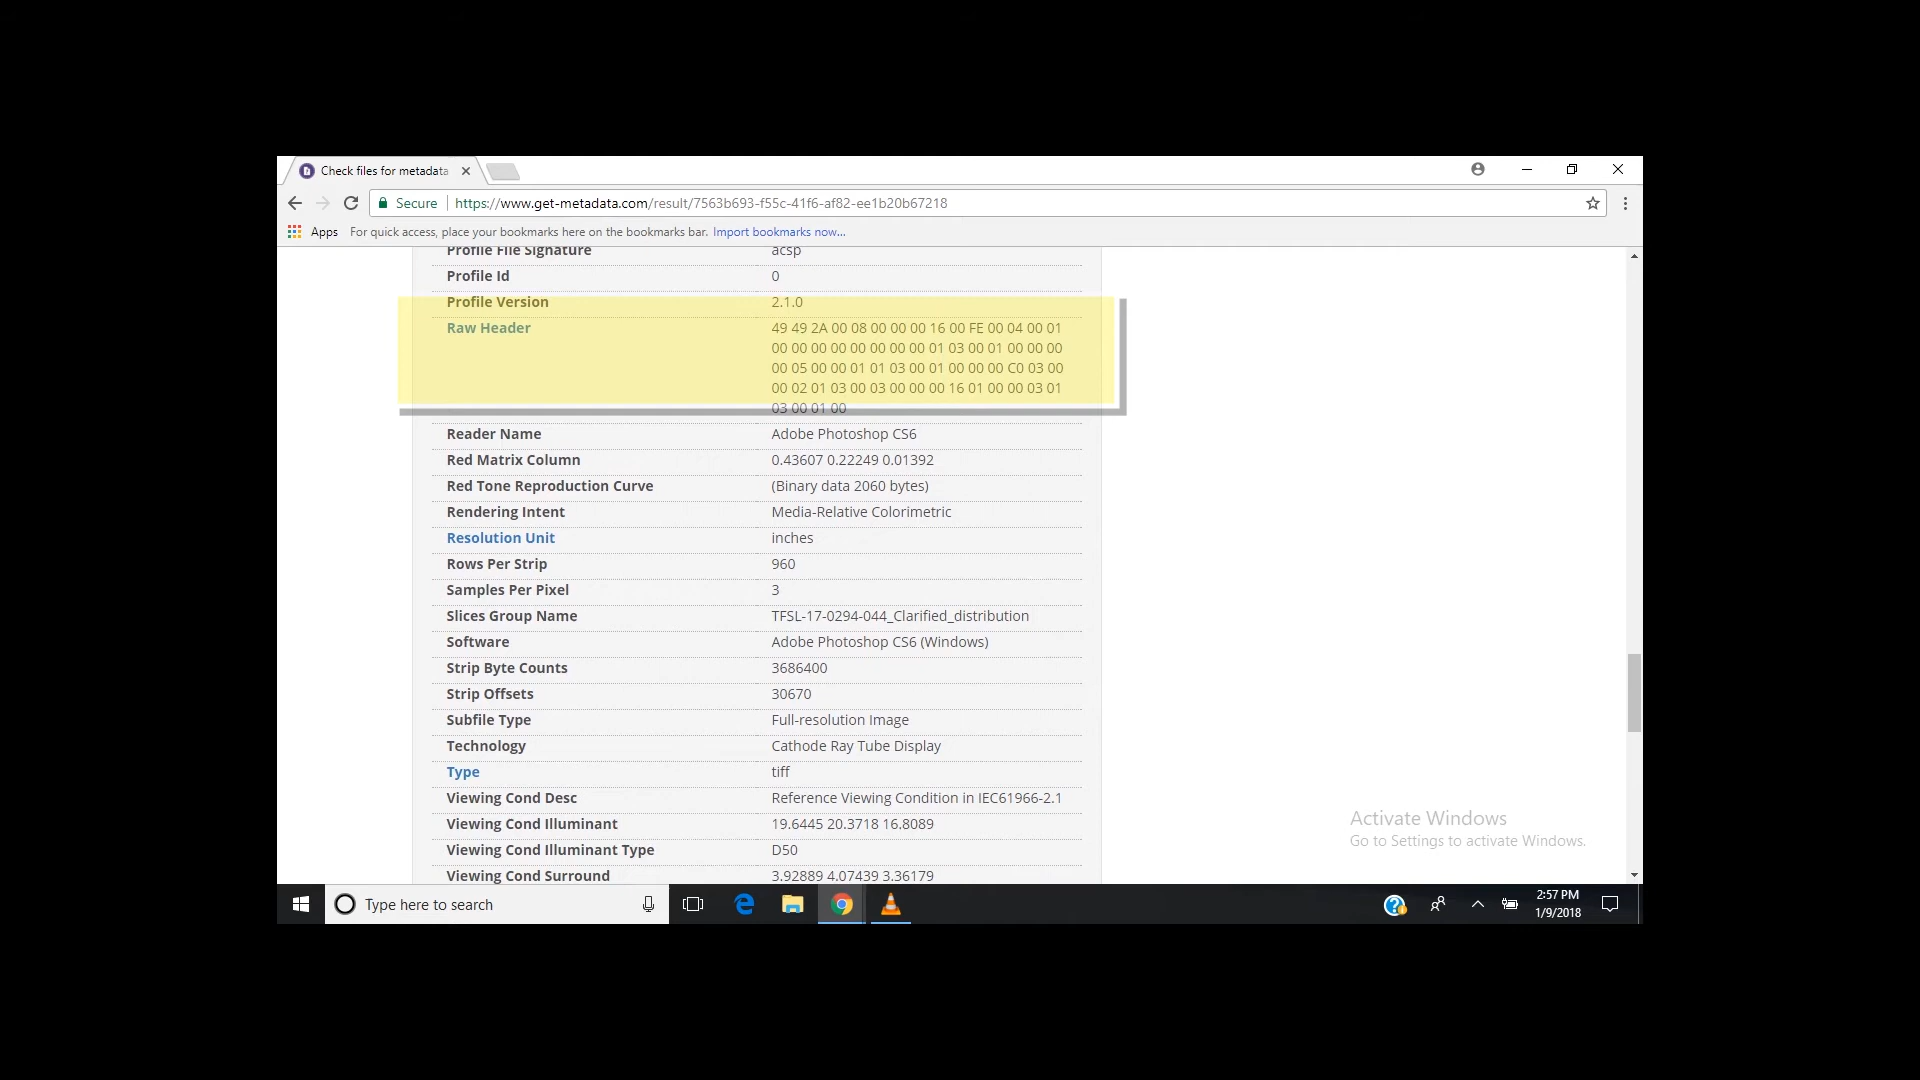 Check files for metadata
Secure https://www.get-metadata.com/result/7563b693-f55c-41f6-af82-ee1b20b67218
Apps For quick access, place your bookmarks here on the bookmarks bar. Import bookmarks now...
Profile File Signature acsp
Profile Id 0
Profile Version 2.1.0
Raw Header 49 49 2A 00 08 00 00 00 16 00 FE 00 04 00 01
00 00 00 00 00 00 00 00 01 03 00 01 00 00 00
00 05 00 00 01 01 03 00 01 00 00 00 C0 03 00
00 02 01 03 00 03 00 00 00 16 01 00 00 03 01
03 00 01 00
Reader Name Adobe Photoshop CS6
Red Matrix Column 0.43607 0.22249 0.01392
Red Tone Reproduction Curve (Binary data 2060 bytes)
Rendering Intent Media-Relative Colorimetric
Resolution Unit inches
Rows Per Strip 960
Samples Per Pixel 3
Slices Group Name TFSL-17-0294-044_Clarified_distribution
Software Adobe Photoshop CS6 (Windows)
Strip Byte Counts 3686400
Strip Offsets 30670
Subfile Type Full-resolution Image
Technology Cathode Ray Tube Display
Type tiff
Viewing Cond Desc Reference Viewing Condition in IEC61966-2.1
Viewing Cond Illuminant 19.6445 20.3718 16.8089
Viewing Cond Illuminant Type D50
Viewing Cond Surround 3.92889 4.07439 3.36179
Activate Windows
Go to Settings to activate Windows.
Type here to search
2:57 PM
1/9/2018